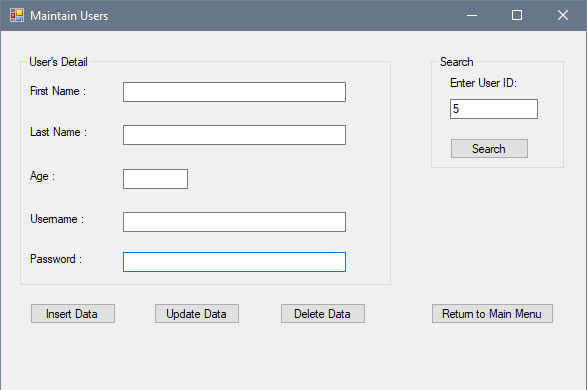 Maintain Users
User's Detail
First Name :
Last Name :
Age :
Username :
Password :
Search
Enter User ID:
5
Search
Insert Data
Update Data
Delete Data
Return to Main Menu